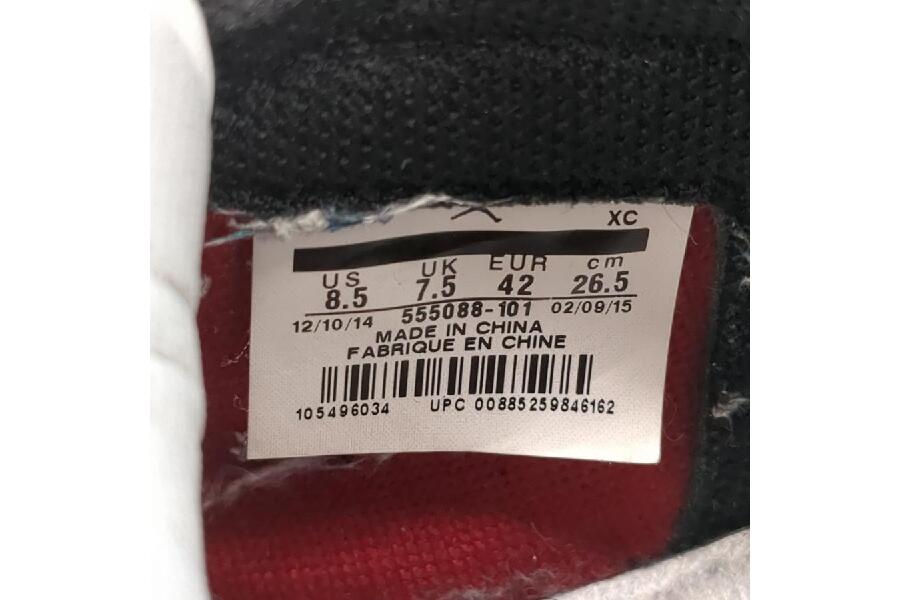 XC
US UK EUR cm
8.5 7.5 42 26.5
12/10/14 555088-101 02/09/15
MADE IN CHINA
FABRIQUE EN CHINE
105496034 UPC 00885259846162